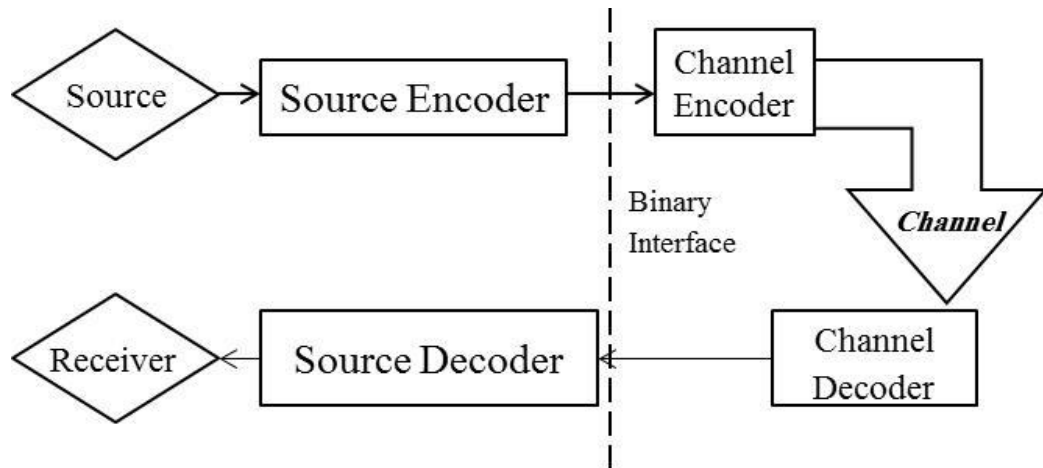 Source
Source Encoder
Channel
Encoder
Binary
Interface
Channel
Receiver
Source Decoder
Channel
Decoder